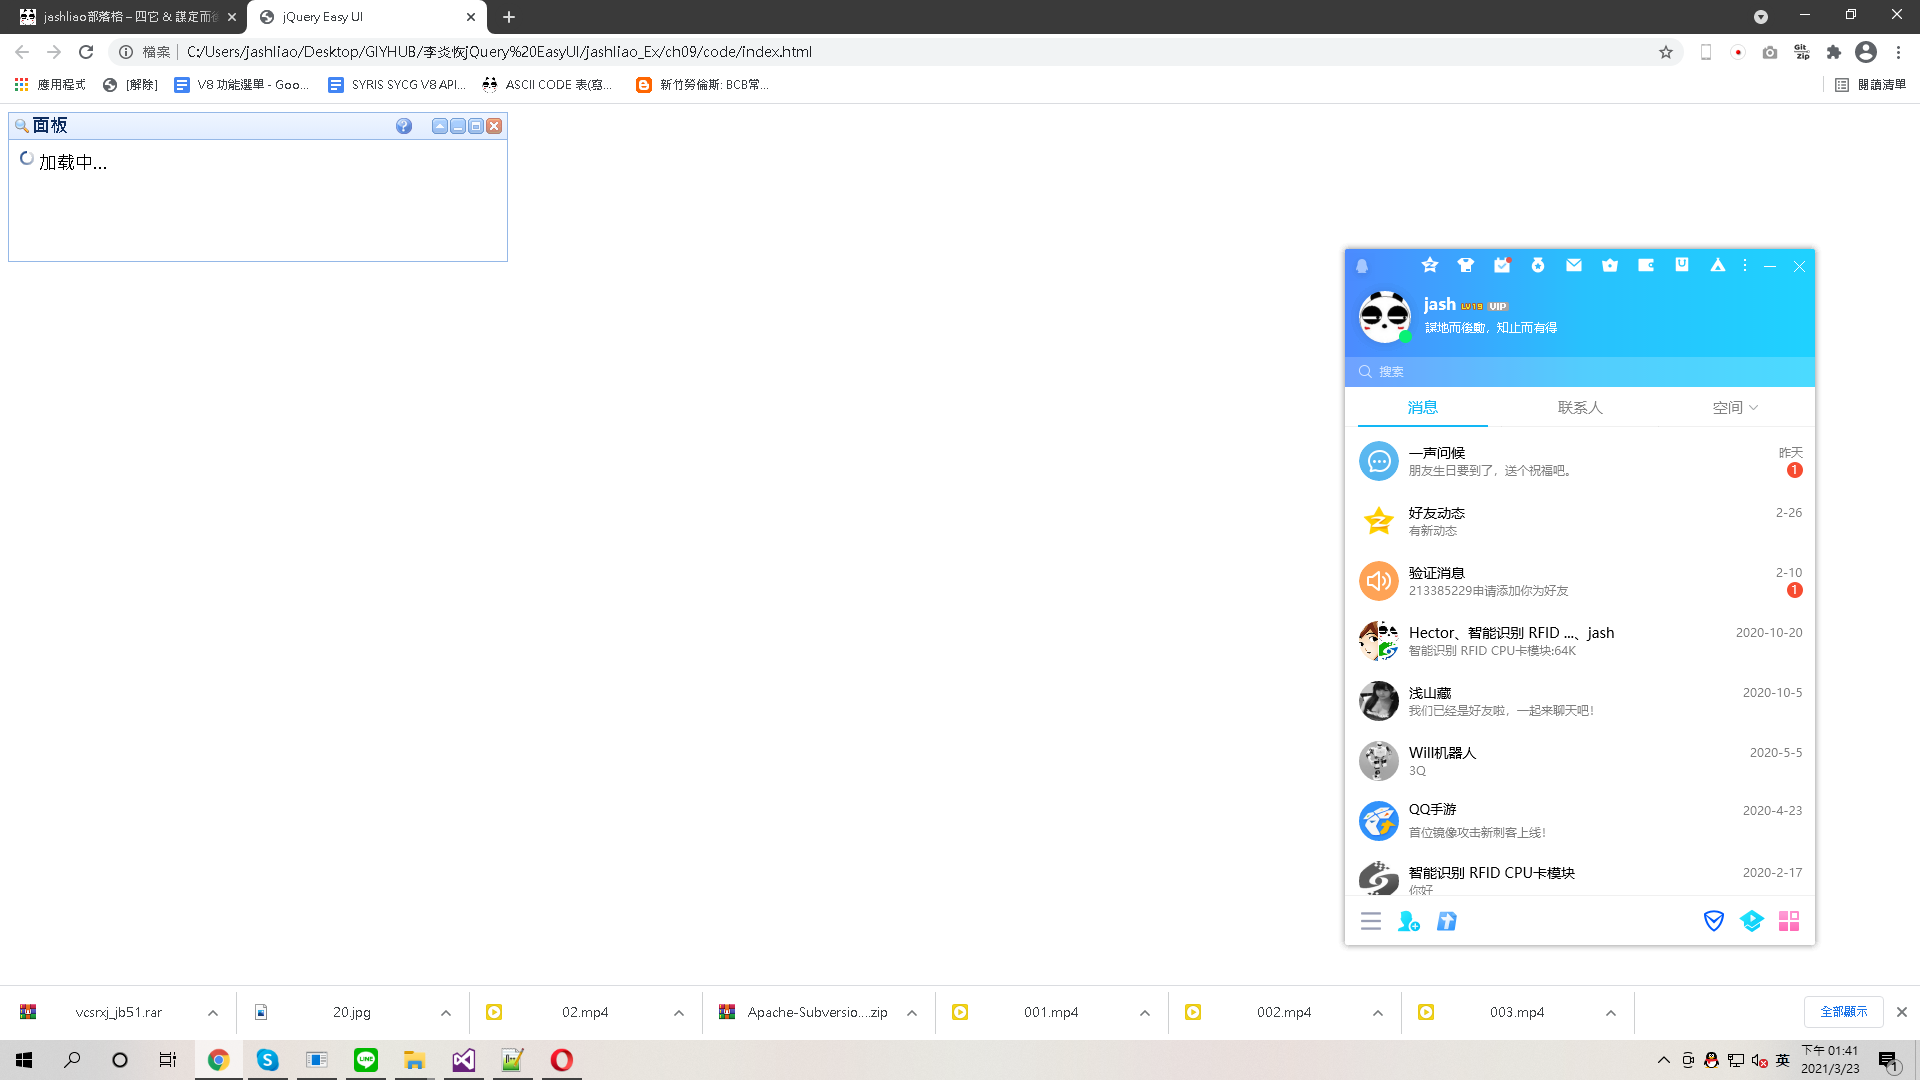 jashliao部落格 – 四它 & 謀定而後
jQuery Easy UI
檔案
C:/Users/jashliao/Desktop/GIYHUB/李炎恢jQuery%20EasyUI/jashliao_Ex/ch09/code/index.html
應用程式
[解除]
V8 功能選單 - Goo...
SYRIS SYCG V8 API...
ASCII CODE 表(寫...
新竹勞倫斯: BCB常...
閱讀清單
面板
加载中...
jash LV19 VIP
謀地而後動，知止而有得
搜索
消息
联系人
空间
一声问候
昨天
朋友生日要到了，送个祝福吧。
1
好友动态
2-26
有新动态
验证消息
2-10
213385229申请添加你为好友
1
Hector、智能识别 RFID ...、jash
2020-10-20
智能识别 RFID CPU卡模块:64K
浅山藏
2020-10-5
我们已经是好友啦，一起来聊天吧！
Will机器人
2020-5-5
3Q
QQ手游
2020-4-23
首位镜像攻击新刺客上线！
智能识别 RFID CPU卡模块
2020-2-17
你好
vcsrxj_jb51.rar
20.jpg
02.mp4
Apache-Subversio....zip
001.mp4
002.mp4
003.mp4
全部顯示
英
下午 01:41
2021/3/23
1